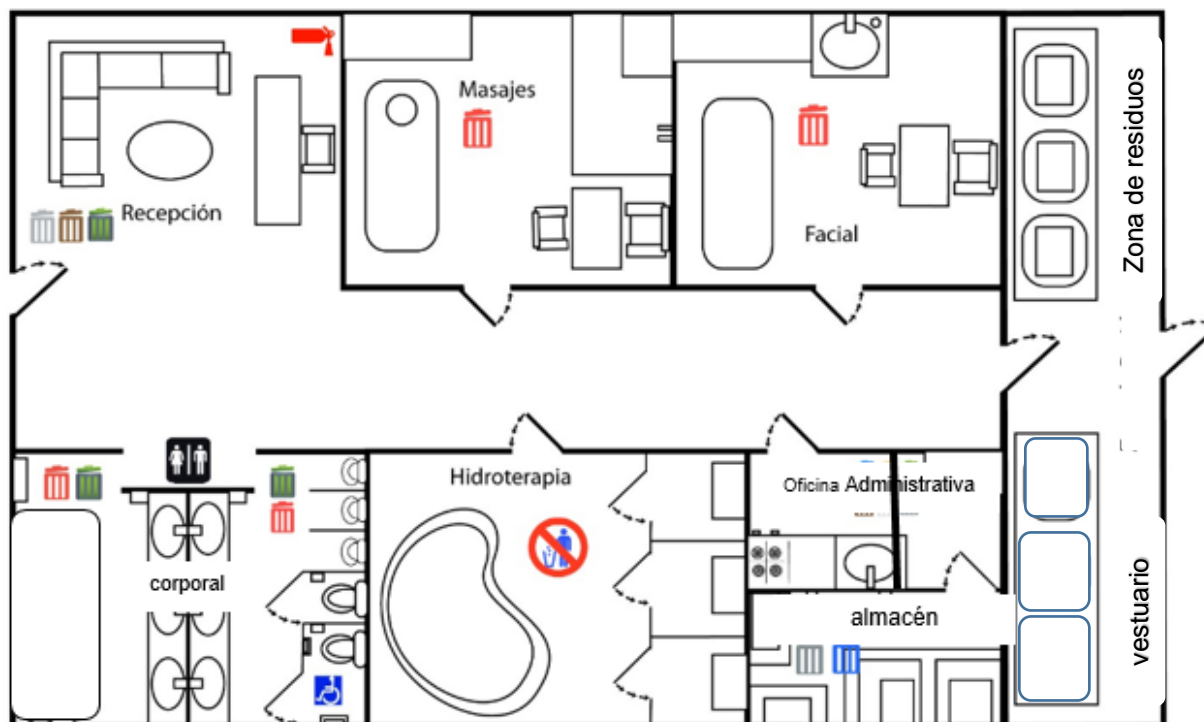 Masajes
Zona de residuos
Recepción
Facial
Hidroterapia
Oficina Administrativa
corporal
almacén
vestuario